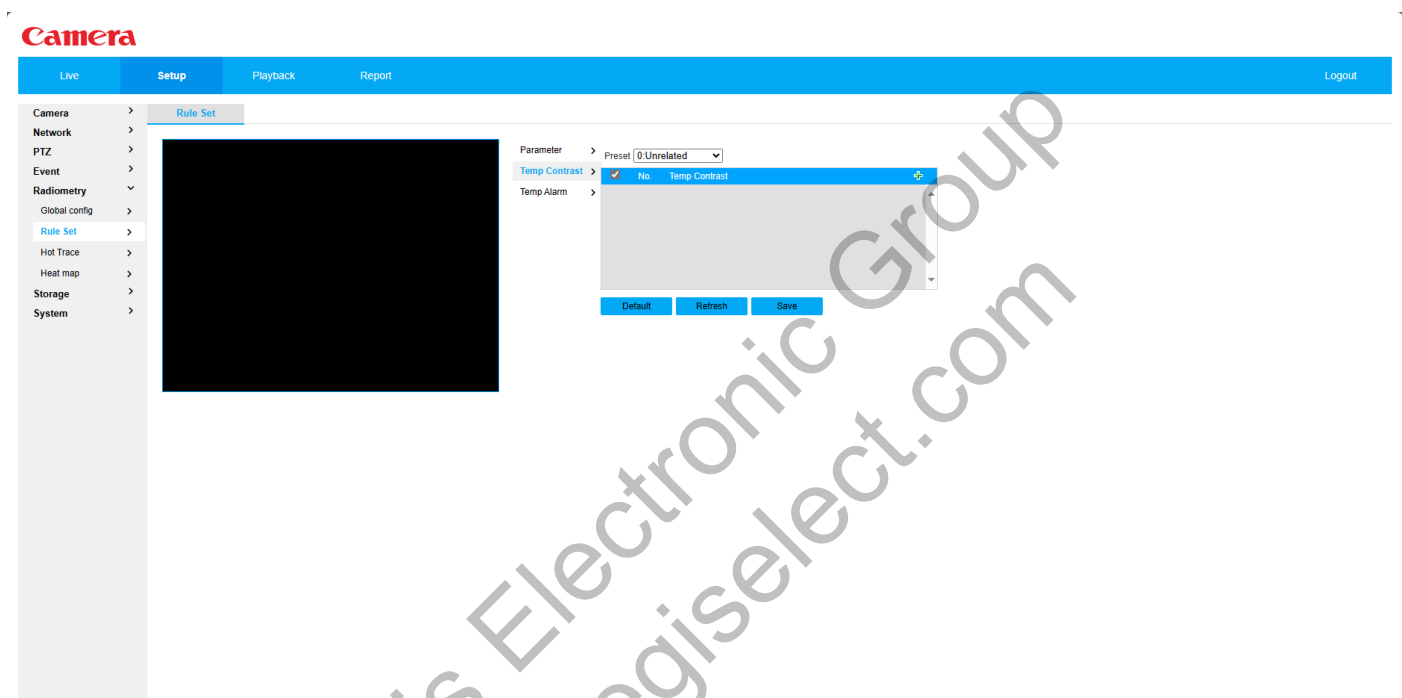 Camera
Live Setup Playback Report Logout
Camera
Network
PTZ
Event
Radiometry
Global config
Rule Set
Hot Trace
Heat map
Storage
System
Rule Set
Parameter
Temp Contrast
Temp Alarm
Preset 0:Unrelated
No. Temp Contrast
Default Refresh Save
Electronic Group